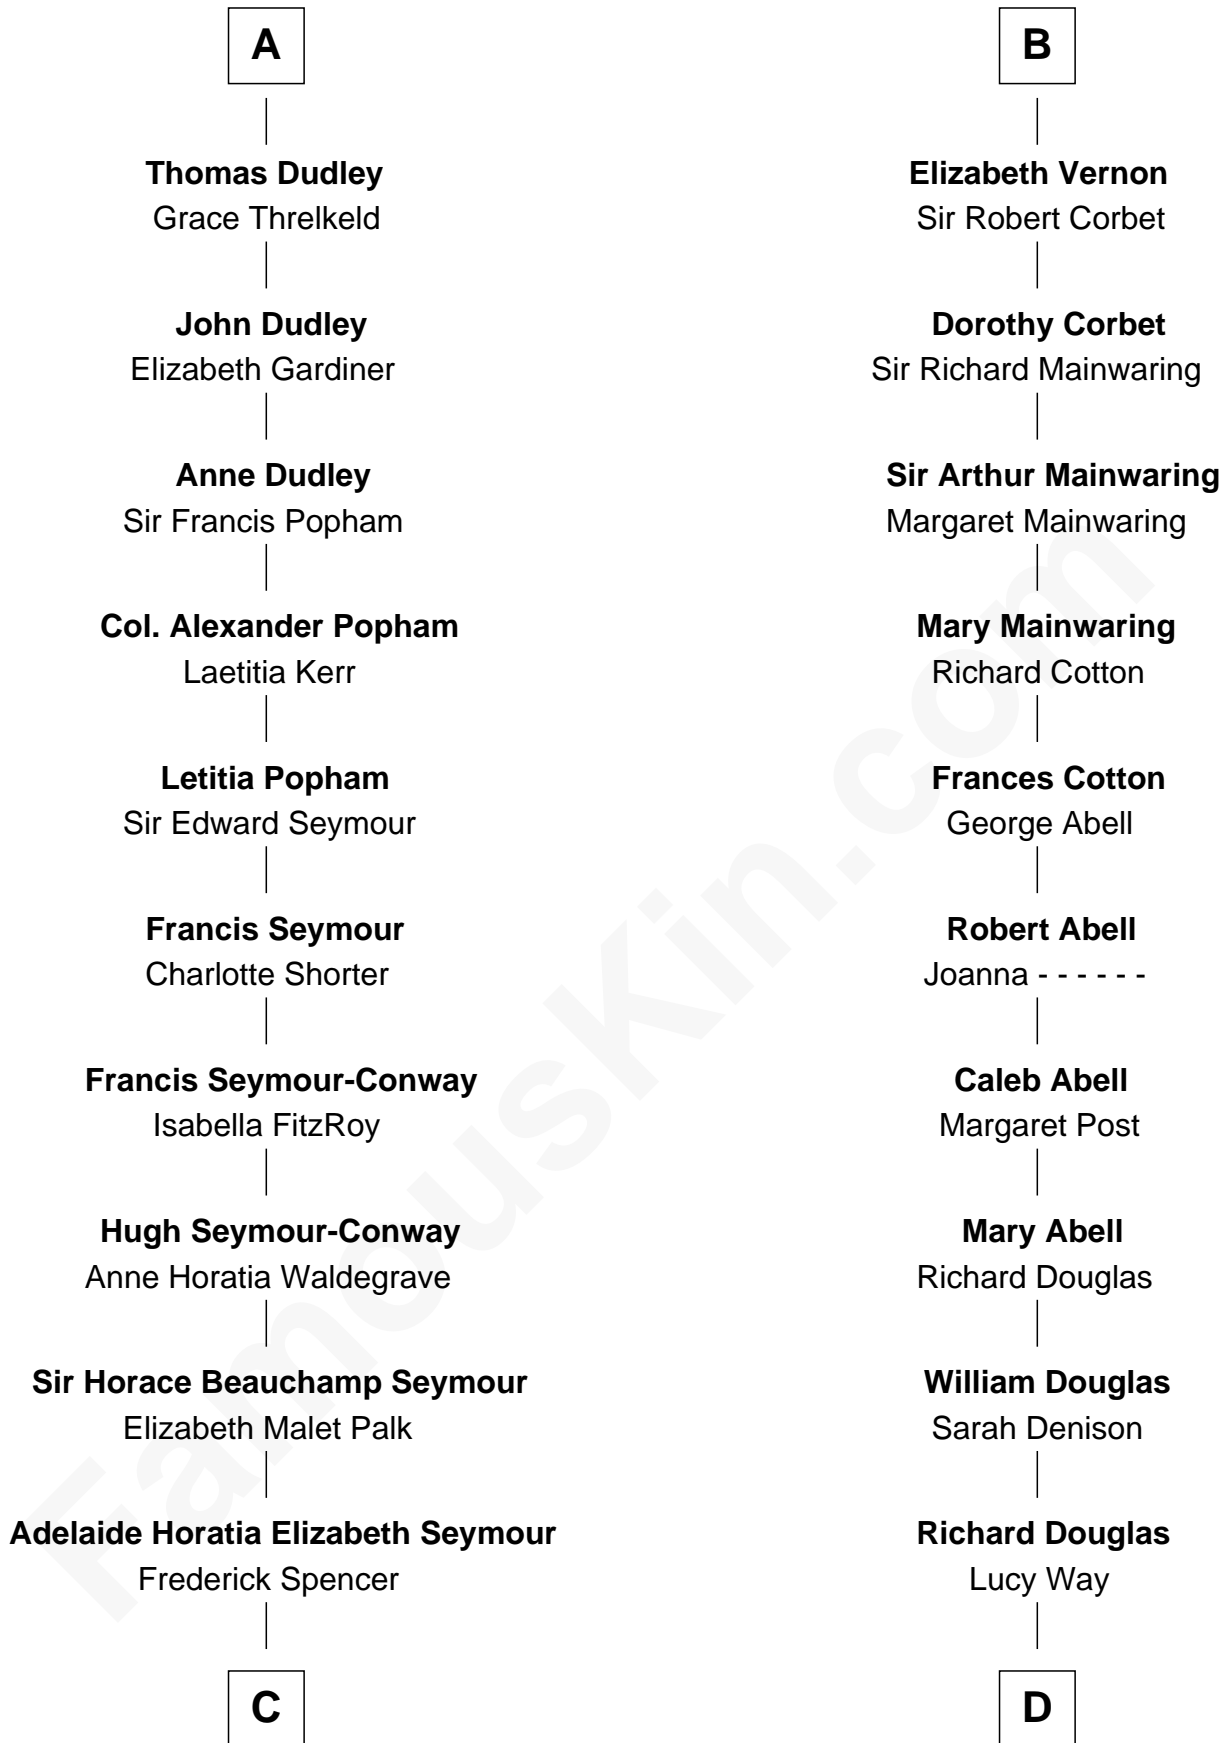 A
Thomas Dudley
Grace Threlkeld
John Dudley
Elizabeth Gardiner
Anne Dudley
Sir Francis Popham
Col. Alexander Popham
Laetitia Kerr
Letitia Popham
Sir Edward Seymour
Francis Seymour
Charlotte Shorter
Francis Seymour-Conway
Isabella FitzRoy
Hugh Seymour-Conway
Anne Horatia Waldegrave
Sir Horace Beauchamp Seymour
Elizabeth Malet Palk
Adelaide Horatia Elizabeth Seymour
Frederick Spencer
C
B
Elizabeth Vernon
Sir Robert Corbet
Dorothy Corbet
Sir Richard Mainwaring
Sir Arthur Mainwaring
Margaret Mainwaring
Mary Mainwaring
Richard Cotton
Frances Cotton
George Abell
Robert Abell
Joanna - - - - - -
Caleb Abell
Margaret Post
Mary Abell
Richard Douglas
William Douglas
Sarah Denison
Richard Douglas
Lucy Way
D
FamousKin.com